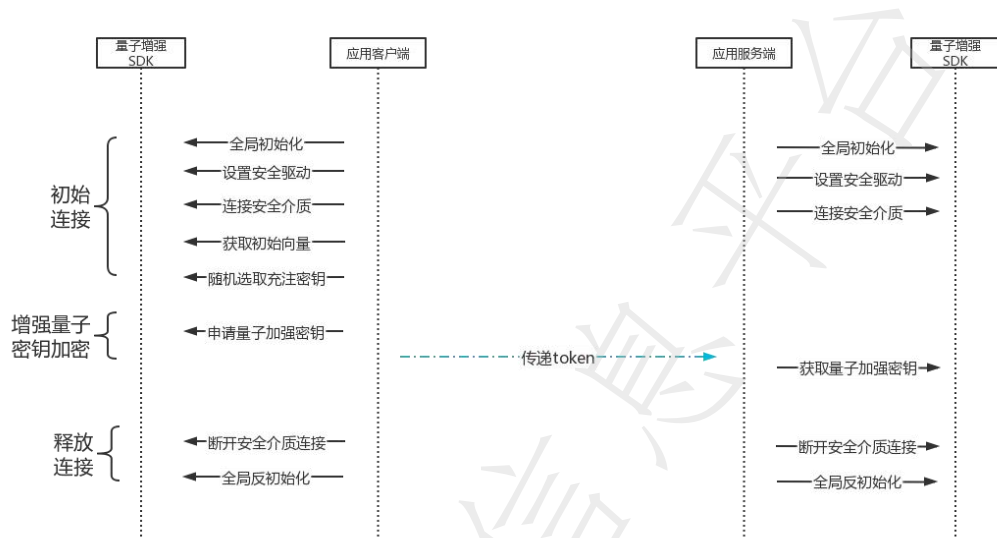 量子增强
SDK
应用客户端
应用服务端
量子增强
SDK
初始
连接
全局初始化
设置安全驱动
连接安全介质
获取初始向量
随机选取充注密钥
全局初始化
设置安全驱动
连接安全介质
增强量子
密钥加密
申请量子加强密钥
传递token
获取量子加强密钥
释放
连接
断开安全介质连接
全局反初始化
断开安全介质连接
全局反初始化
信息平台